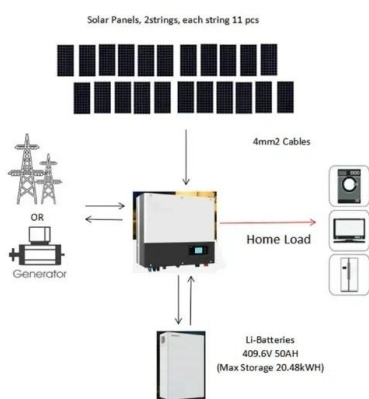 Solar Panels, 2strings, each string 11 pcs
4mm2 Cables
OR
Generator
Home Load
Li-Batteries
409.6V 50AH
(Max Storage 20.48kWH)